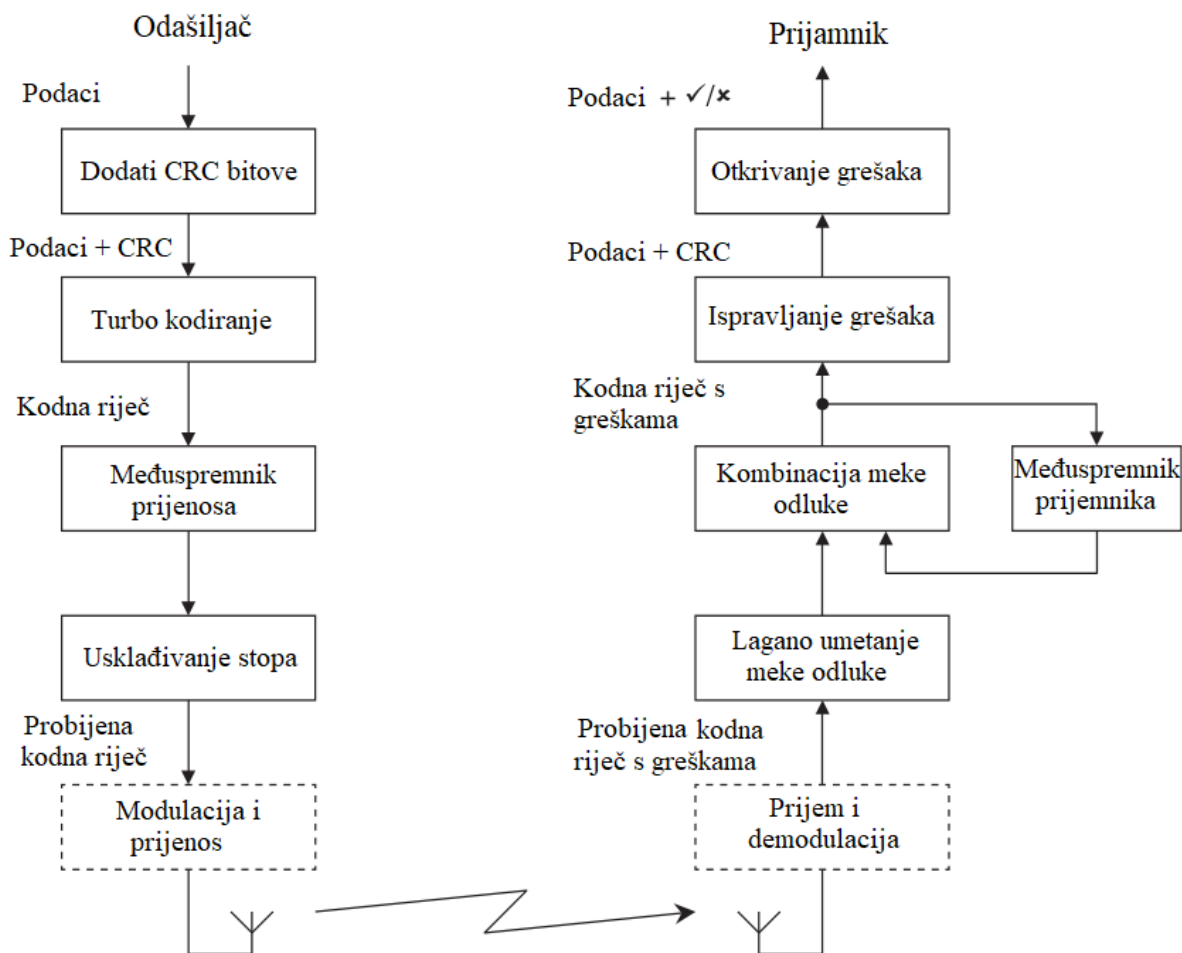 Odašiljač
Podaci
Dodati CRC bitove
Podaci + CRC
Turbo kodiranje
Kodna riječ
Međuspremnik
prijenosa
Usklađivanje stopa
Probijena
kodna riječ
Modulacija i
prijenos
Prijamnik
Podaci + ✓/✘
Otkrivanje grešaka
Podaci + CRC
Ispravljanje grešaka
Kodna riječ s
greškama
Kombinacija meke
odluke
Međuspremnik
prijemnika
Lagano umetanje
meke odluke
Probijena kodna
riječ s greškama
Prijem i
demodulacija